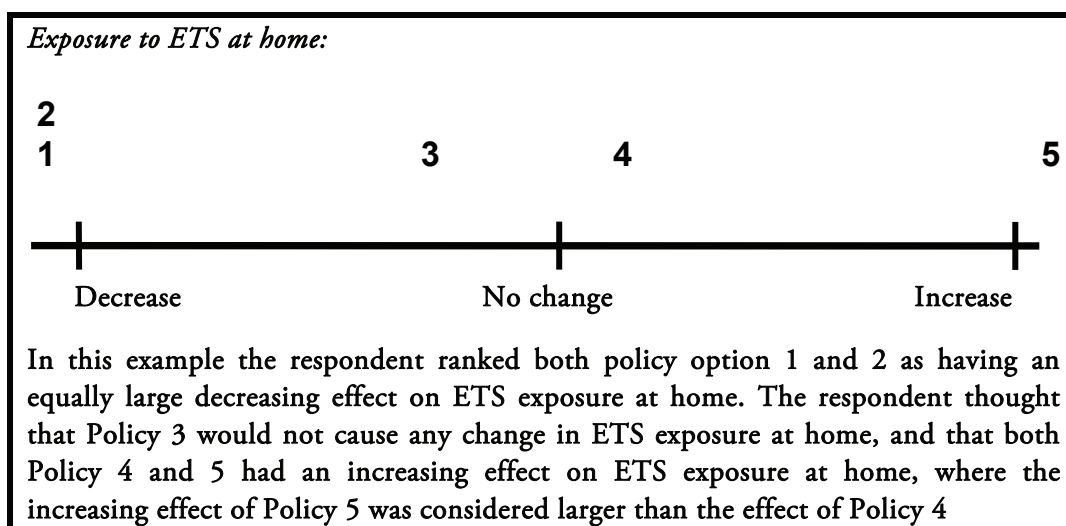 Exposure to ETS at home:
2
1 3 4 5
Decrease No change Increase
In this example the respondent ranked both policy option 1 and 2 as having an
equally large decreasing effect on ETS exposure at home. The respondent thought
that Policy 3 would not cause any change in ETS exposure at home, and that both
Policy 4 and 5 had an increasing effect on ETS exposure at home, where the
increasing effect of Policy 5 was considered larger than the effect of Policy 4